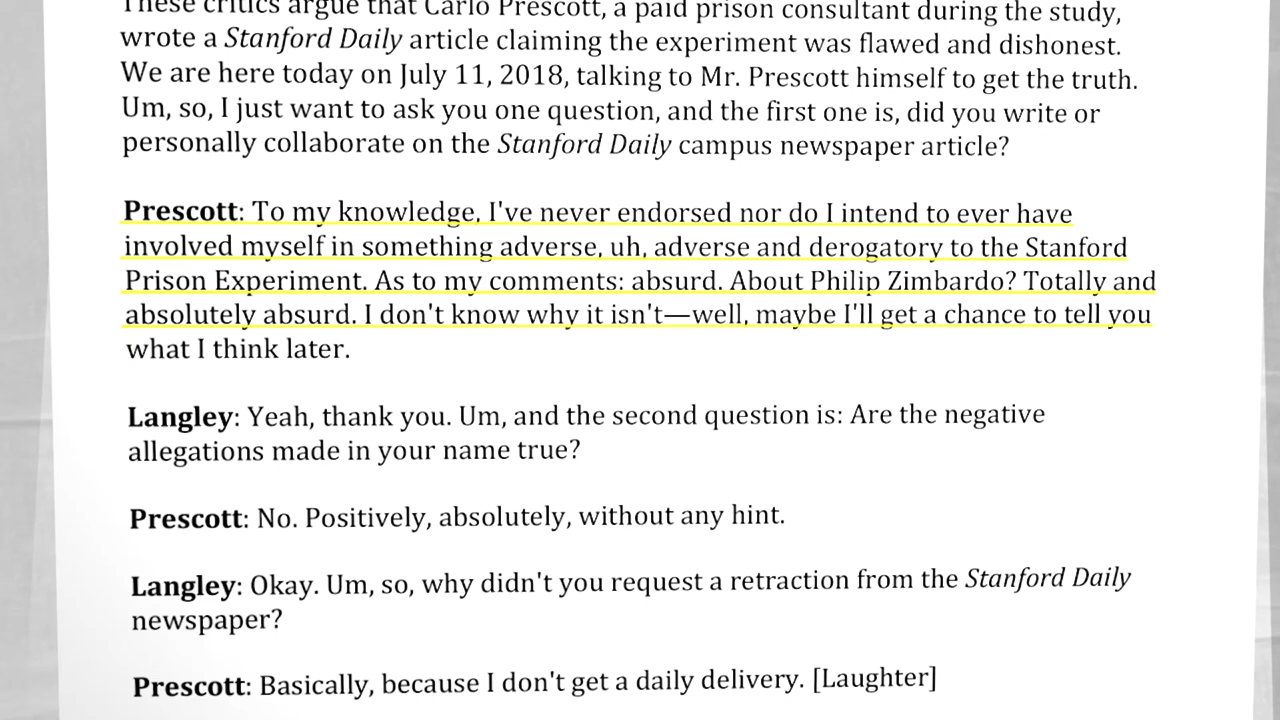 These critics argue that Carlo Prescott, a paid prison consultant during the study,
wrote a Stanford Daily article claiming the experiment was flawed and dishonest.
We are here today on July 11, 2018, talking to Mr. Prescott himself to get the truth.
Um, so, I just want to ask you one question, and the first one is, did you write or
personally collaborate on the Stanford Daily campus newspaper article?
Prescott: To my knowledge, I've never endorsed nor do I intend to ever have
involved myself in something adverse, uh, adverse and derogatory to the Stanford
Prison Experiment. As to my comments: absurd. About Philip Zimbardo? Totally and
absolutely absurd. I don't know why it isn't—well, maybe I'll get a chance to tell you
what I think later.
Langley: Yeah, thank you. Um, and the second question is: Are the negative
allegations made in your name true?
Prescott: No. Positively, absolutely, without any hint.
Langley: Okay. Um, so, why didn't you request a retraction from the Stanford Daily
newspaper?
Prescott: Basically, because I don't get a daily delivery. [Laughter]